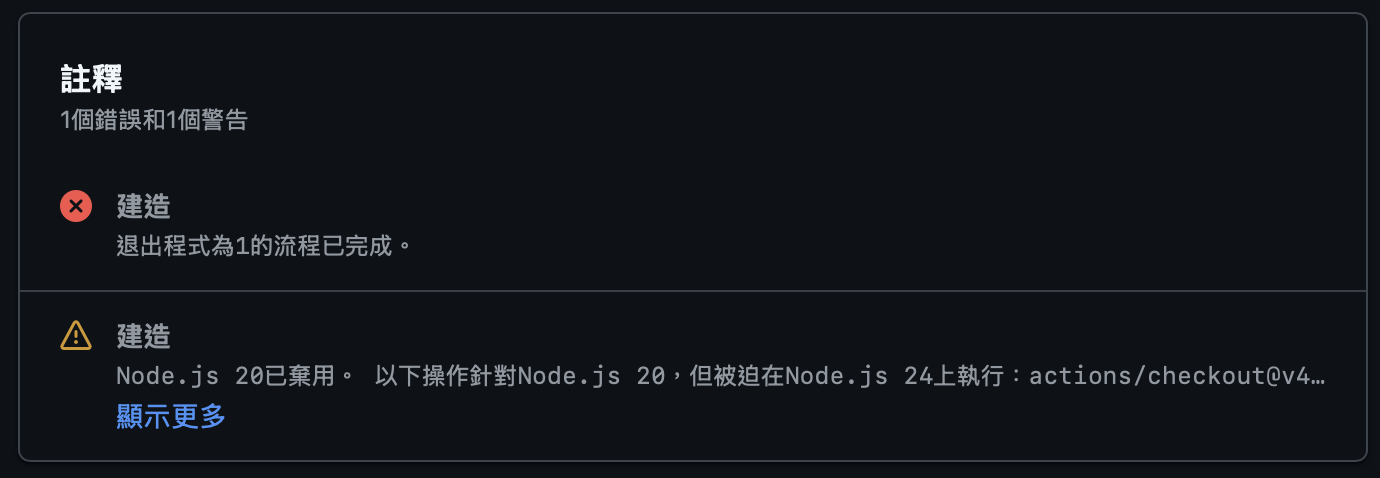 註釋
1個錯誤和1個警告
建造
退出程式為1的流程已完成。
建造
Node.js 20已棄用。 以下操作針對Node.js 20，但被迫在Node.js 24上執行：actions/checkout@v4…
顯示更多